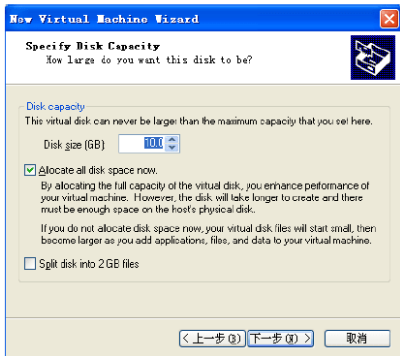 New Virtual Machine Wizard
Specify Disk Capacity
How large do you want this disk to be?
Disk capacity
This virtual disk can never be larger than the maximum capacity that you set here.
Disk size (GB): 10.0
Allocate all disk space now.
By allocating the full capacity of the virtual disk, you enhance performance of
your virtual machine. However, the disk will take longer to create and there
must be enough space on the host's physical disk.
If you do not allocate disk space now, your virtual disk files will start small, then
become larger as you add applications, files, and data to your virtual machine.
Split disk into 2 GB files
< 上一步(B) 下一步(N) > 取消